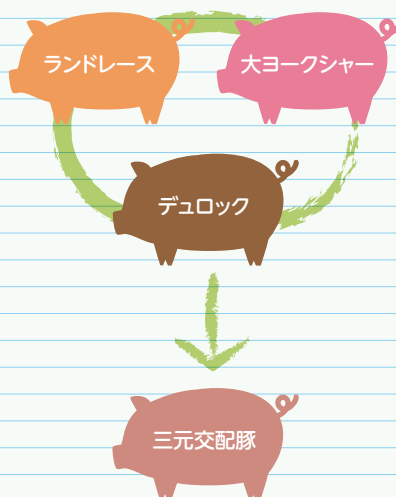 ランドレース
大ヨークシャー
デュロック
三元交配豚